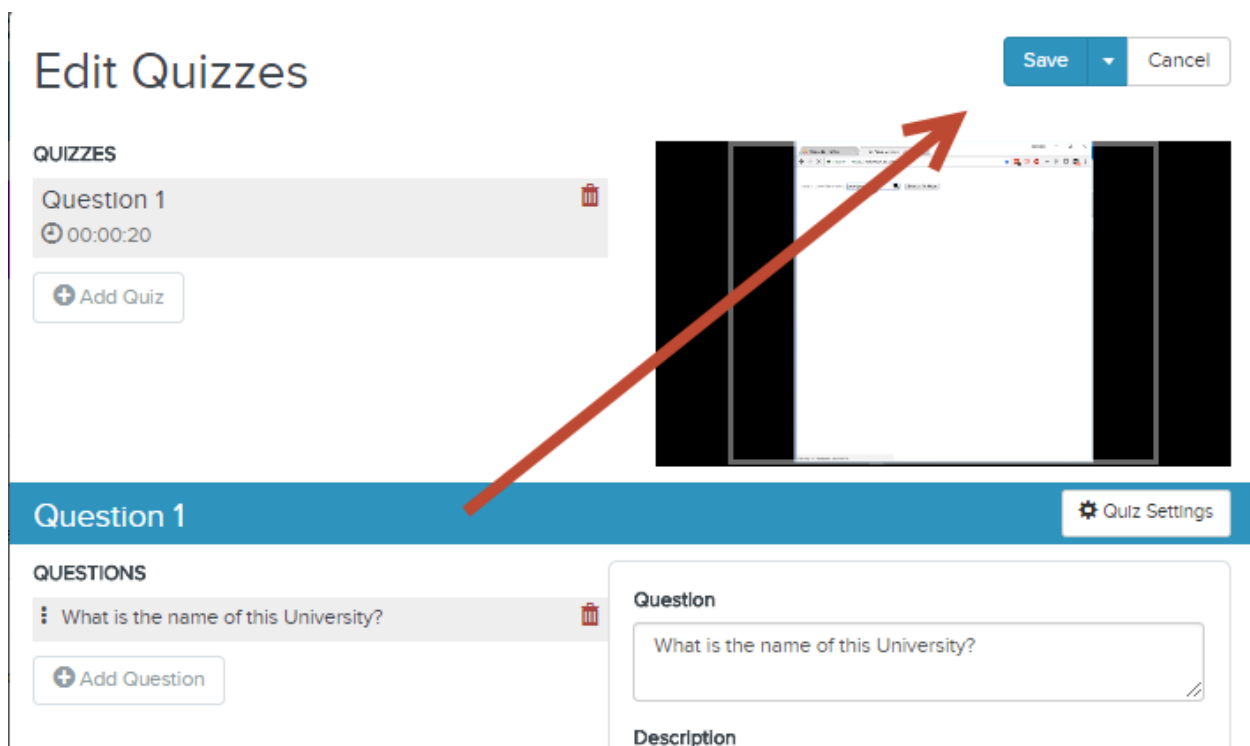 Edit Quizzes
Save
Cancel
QUIZZES
Question 1
00:00:20
Add Quiz
Question 1
Quiz Settings
QUESTIONS
What is the name of this University?
Add Question
Question
What is the name of this University?
Description